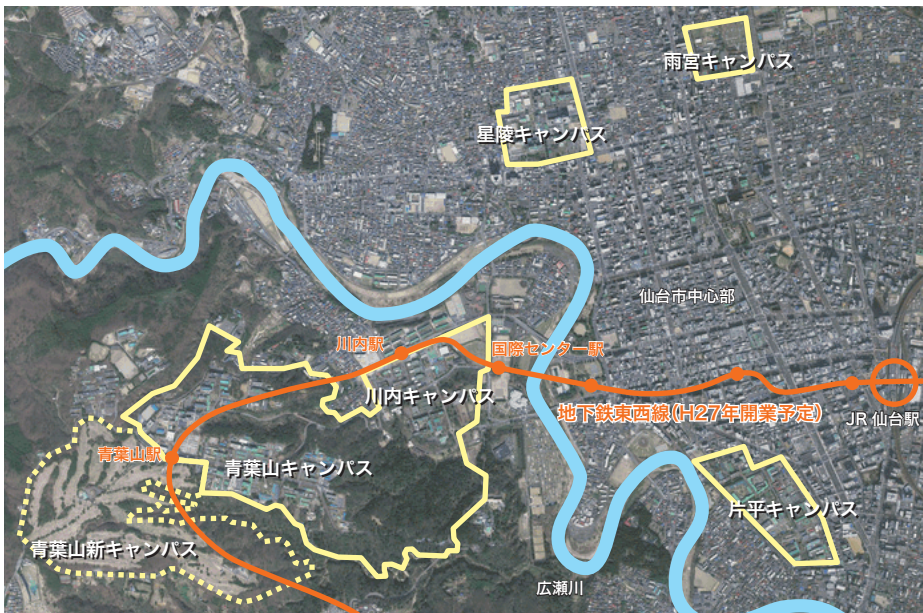 雨宮キャンパス
星陵キャンパス
仙台市中心部
川内駅
国際センター駅
川内キャンパス
地下鉄東西線(H27年開業予定)
JR 仙台駅
青葉山駅
青葉山キャンパス
片平キャンパス
青葉山新キャンパス
広瀬川